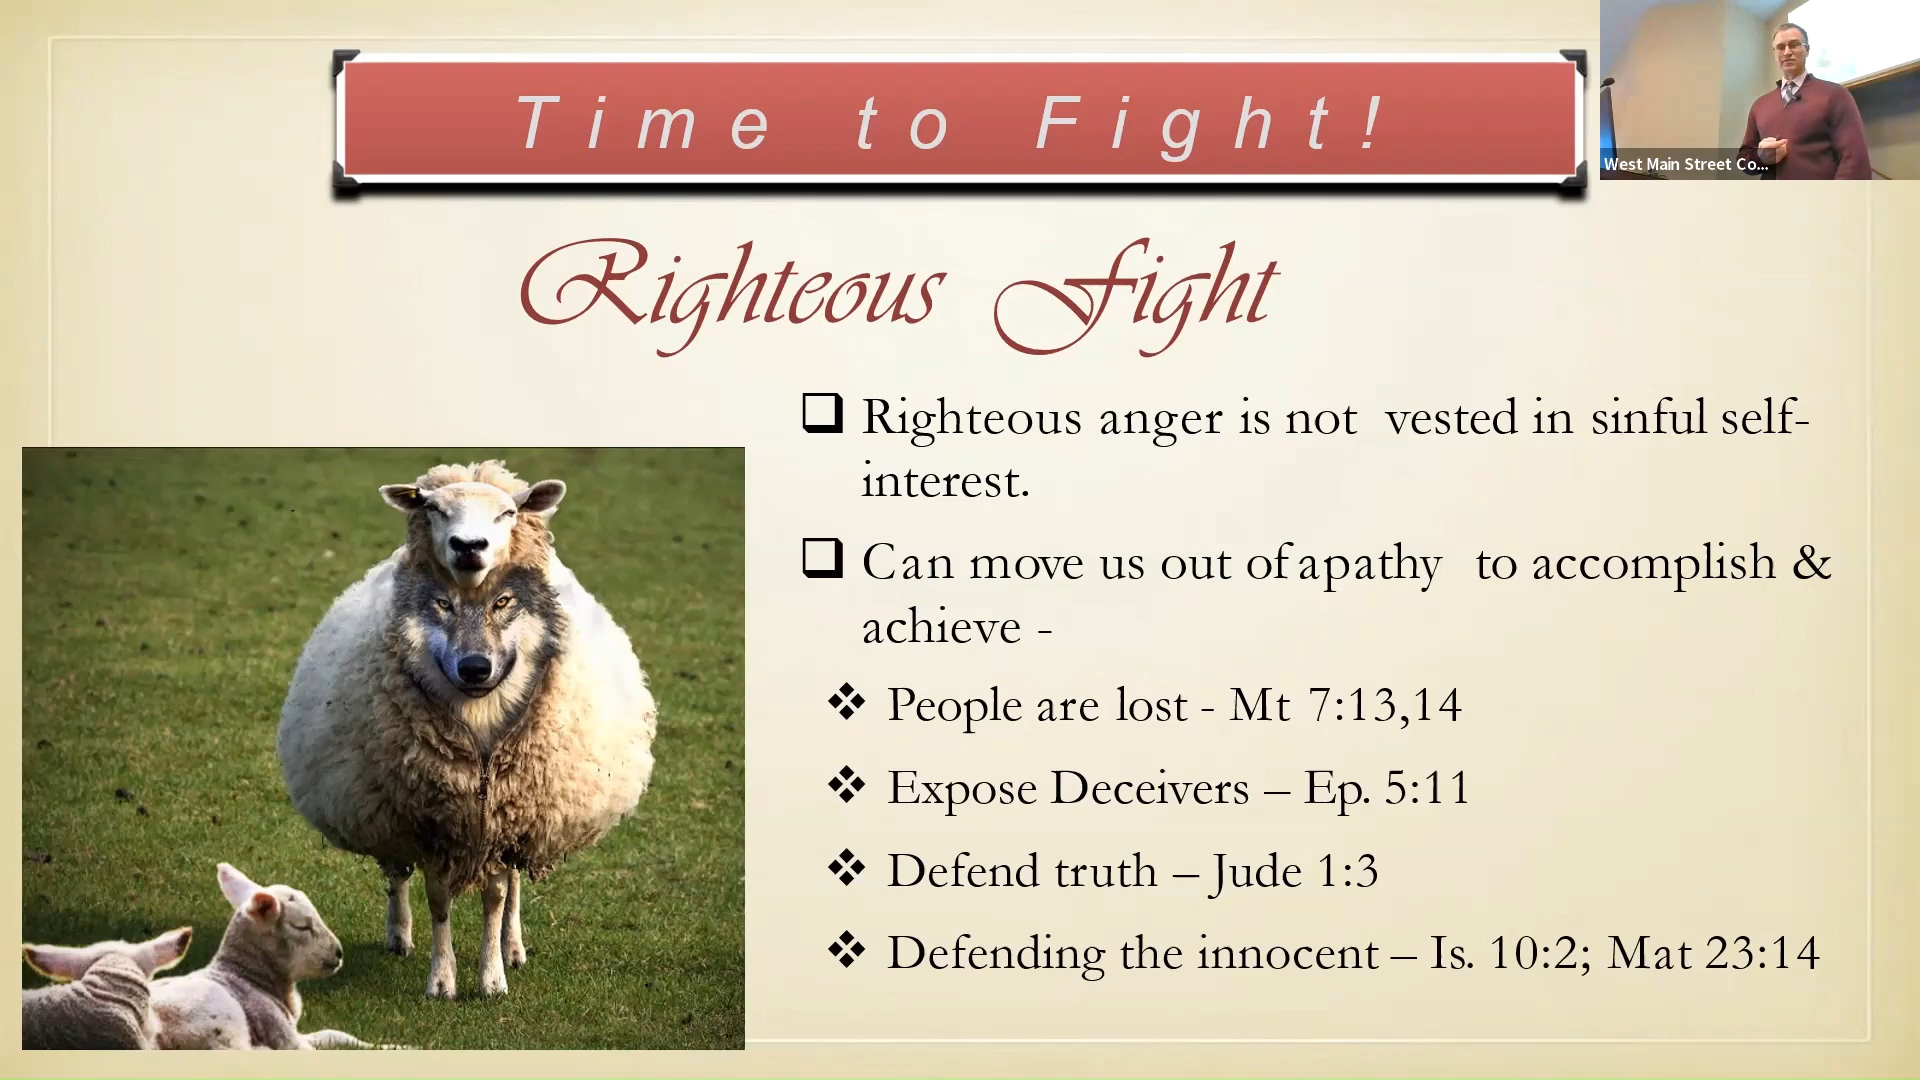 Time to Fight!
West Main Street Co...
Righteous Fight
Righteous anger is not vested in sinful self-
interest.
Can move us out of apathy to accomplish &
achieve -
People are lost - Mt 7:13,14
Expose Deceivers – Ep. 5:11
Defend truth – Jude 1:3
Defending the innocent – Is. 10:2; Mat 23:14